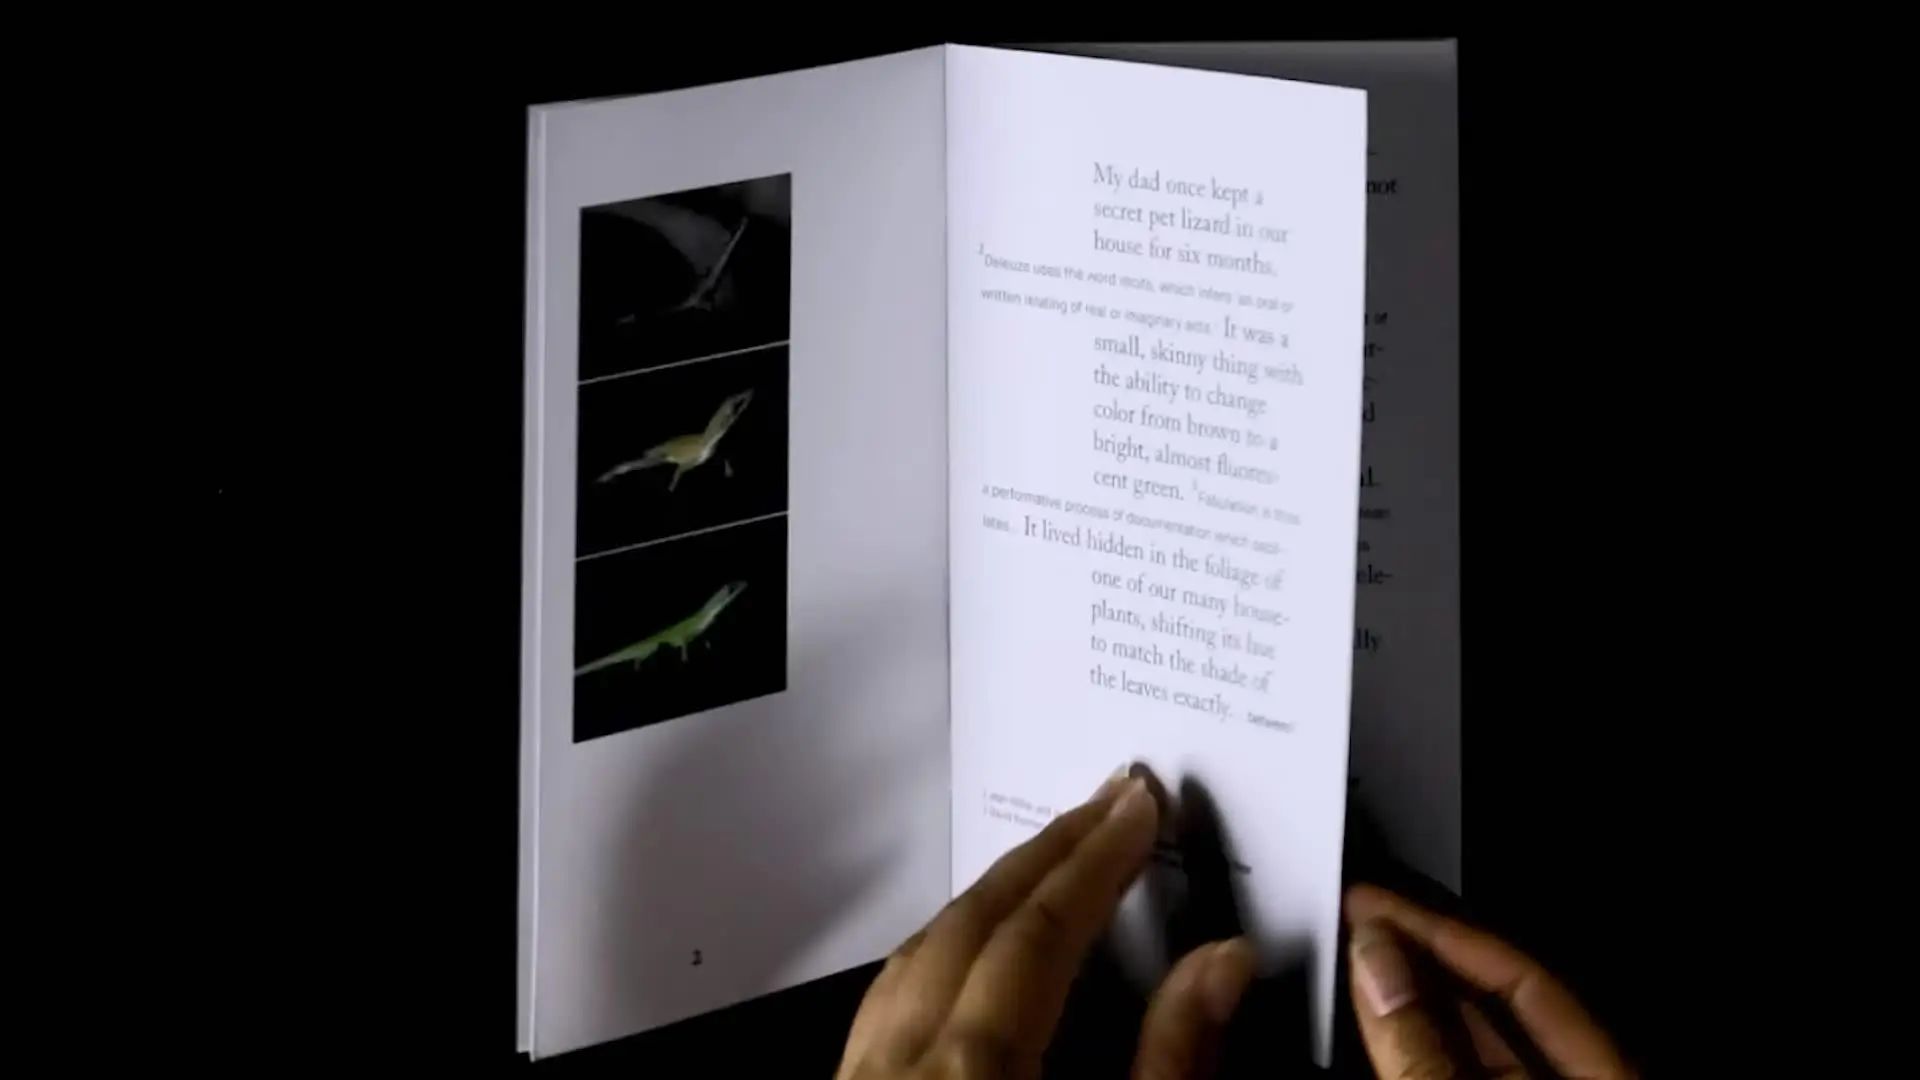 2
My dad once kept a
secret pet lizard in our
house for six months.
2 Deleuze uses the word récits, which infers 'an oral or
written relating of real or imaginary acts.' It was a
small, skinny thing with
the ability to change
color from brown to a
bright, almost fluores-
cent green. 3 Fabulation is thus
a performative process of documentation which oscil-
lates It lived hidden in the foliage of
one of our many house-
plants, shifting its hue
to match the shade of
the leaves exactly. between
not
of
d
ele-
lly